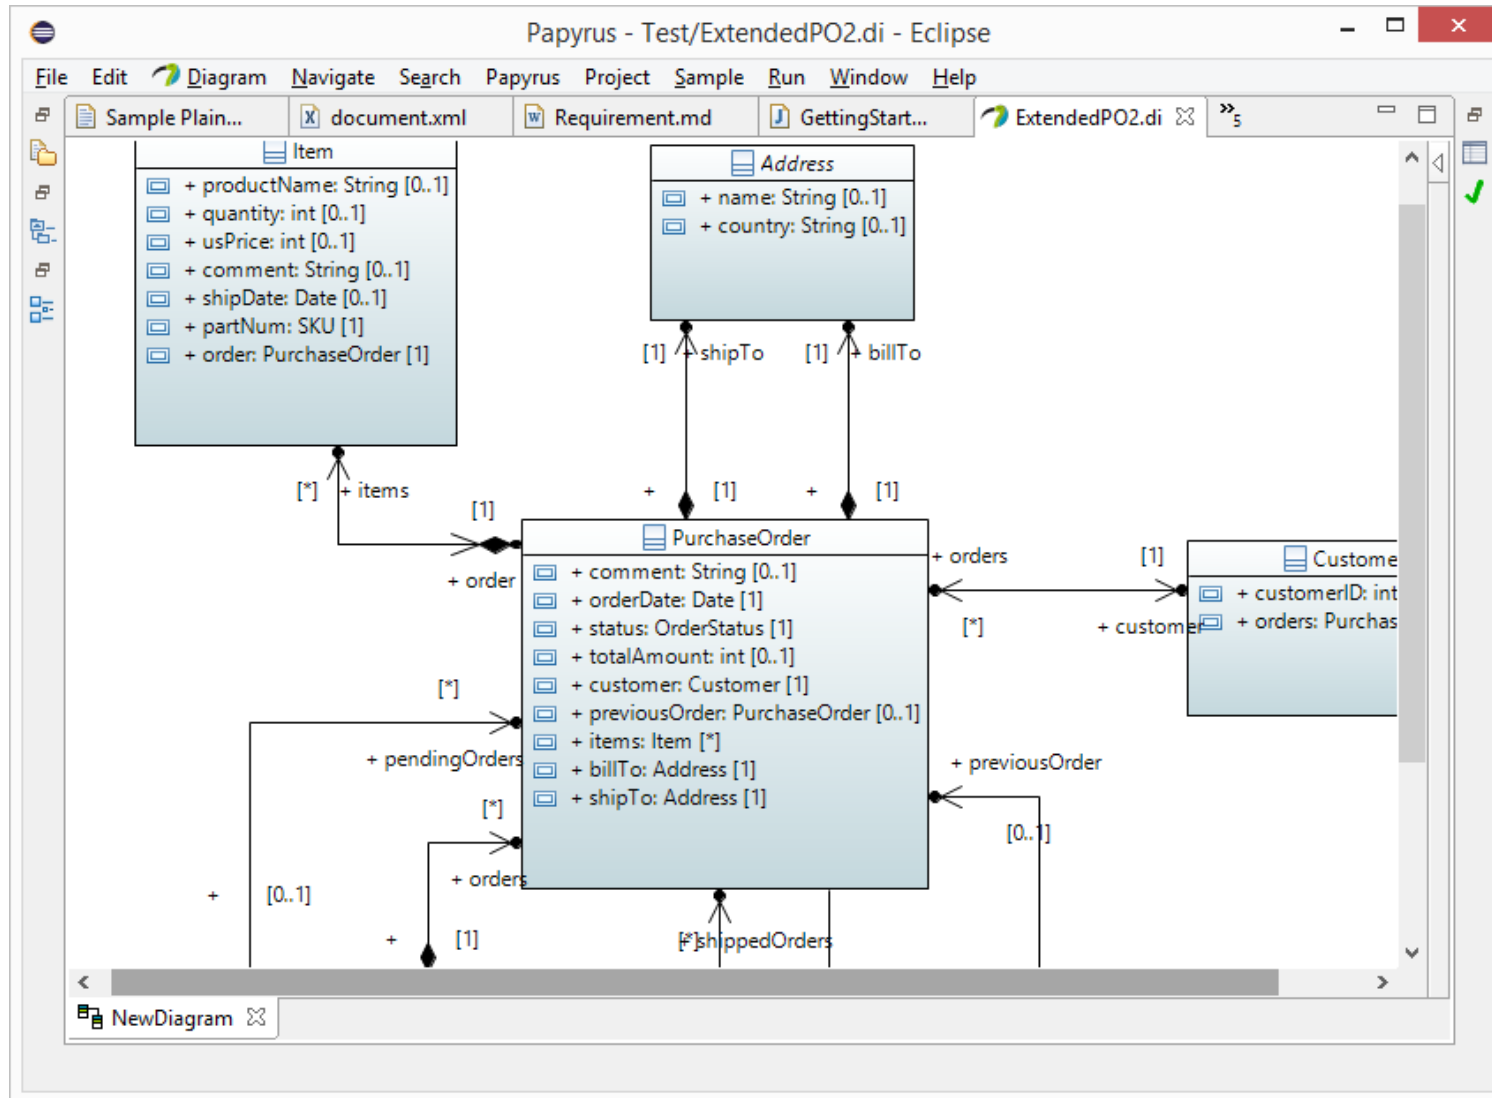 Papyrus - Test/ExtendedPO2.di - Eclipse
File Edit Diagram Navigate Search Papyrus Project Sample Run Window Help
Sample Plain... document.xml Requirement.md GettingStart... ExtendedPO2.di »5
Item
+ productName: String [0..1]
+ quantity: int [0..1]
+ usPrice: int [0..1]
+ comment: String [0..1]
+ shipDate: Date [0..1]
+ partNum: SKU [1]
+ order: PurchaseOrder [1]
Address
+ name: String [0..1]
+ country: String [0..1]
[1] + shipTo [1] + billTo
[*] + items
+ [1] + [1]
[1]
+ order
PurchaseOrder
+ comment: String [0..1]
+ orderDate: Date [1]
+ status: OrderStatus [1]
+ totalAmount: int [0..1]
+ customer: Customer [1]
+ previousOrder: PurchaseOrder [0..1]
+ items: Item [*]
+ billTo: Address [1]
+ shipTo: Address [1]
+ orders [1]
[*] + customer
Custome
+ customerID: int
+ orders: Purchas
[*]
+ pendingOrders
[*]
+ orders
+ previousOrder
[0..1]
+ [0..1]
+ [1]
[*]
+ shippedOrders
NewDiagram